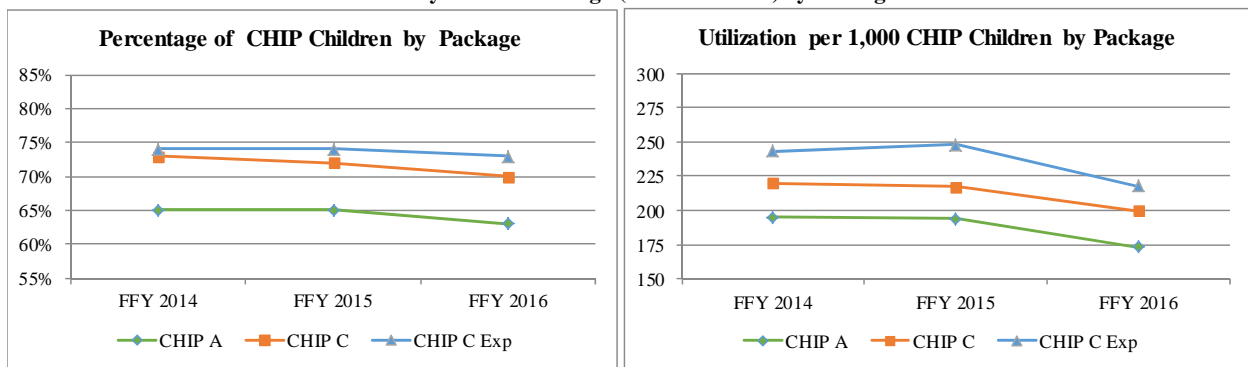 Percentage of CHIP Children by Package
85%
80%
75%
70%
65%
60%
55%
FFY 2014 FFY 2015 FFY 2016
CHIP A CHIP C CHIP C Exp
Utilization per 1,000 CHIP Children by Package
300
275
250
225
200
175
150
FFY 2014 FFY 2015 FFY 2016
CHIP A CHIP C CHIP C Exp